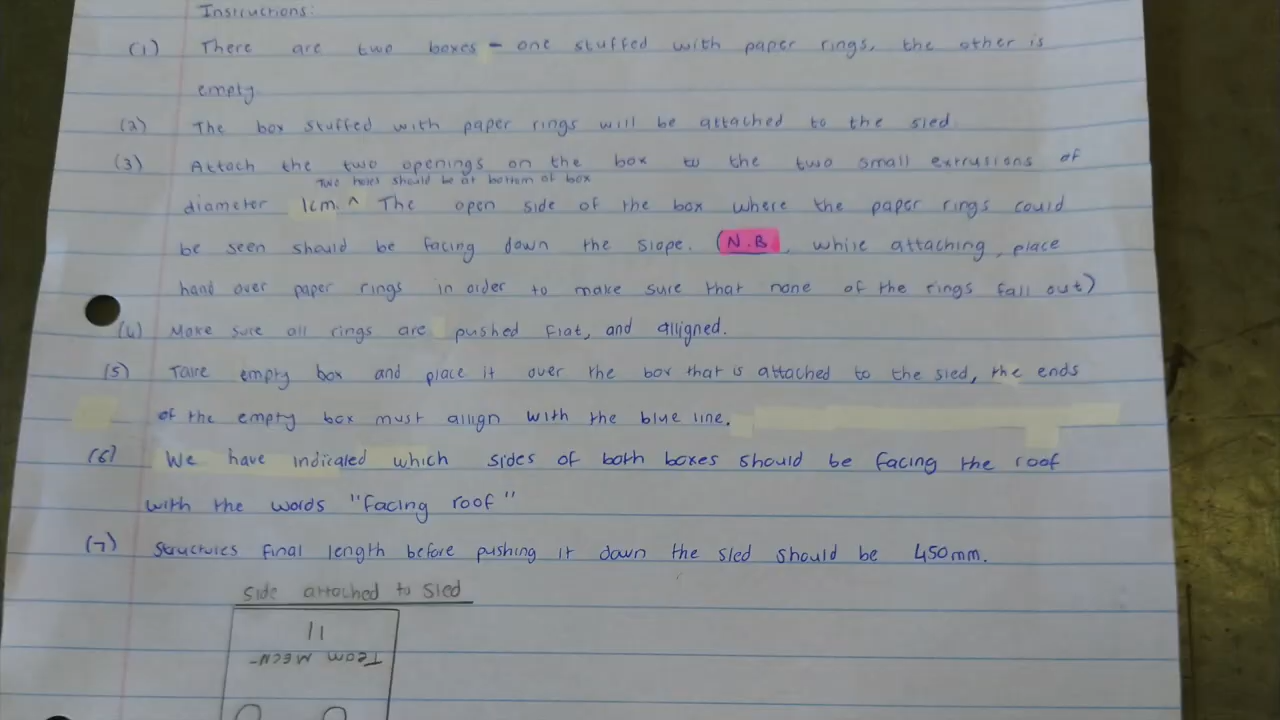 Instructions:
(1) There are two boxes - one stuffed with paper rings, the other is
empty
(2) The box stuffed with paper rings will be attached to the sled
(3) Attach the two openings on the box to the two small extrusions of
Two holes should be at bottom of box
diameter 1cm. ^ The open side of the box where the paper rings could
be seen should be facing down the slope. (N.B, while attaching, place
hand over paper rings in order to make sure that none of the rings fall out)
(4) Make sure all rings are pushed flat, and alligned.
(5) Take empty box and place it over the box that is attached to the sled, the ends
of the empty box must allign with the blue line.
(6) We have indicated which sides of both boxes should be facing the roof
with the words "facing roof"
(7) Structures final length before pushing it down the sled should be 450mm.
Side attached to sled
11
Team MECN-